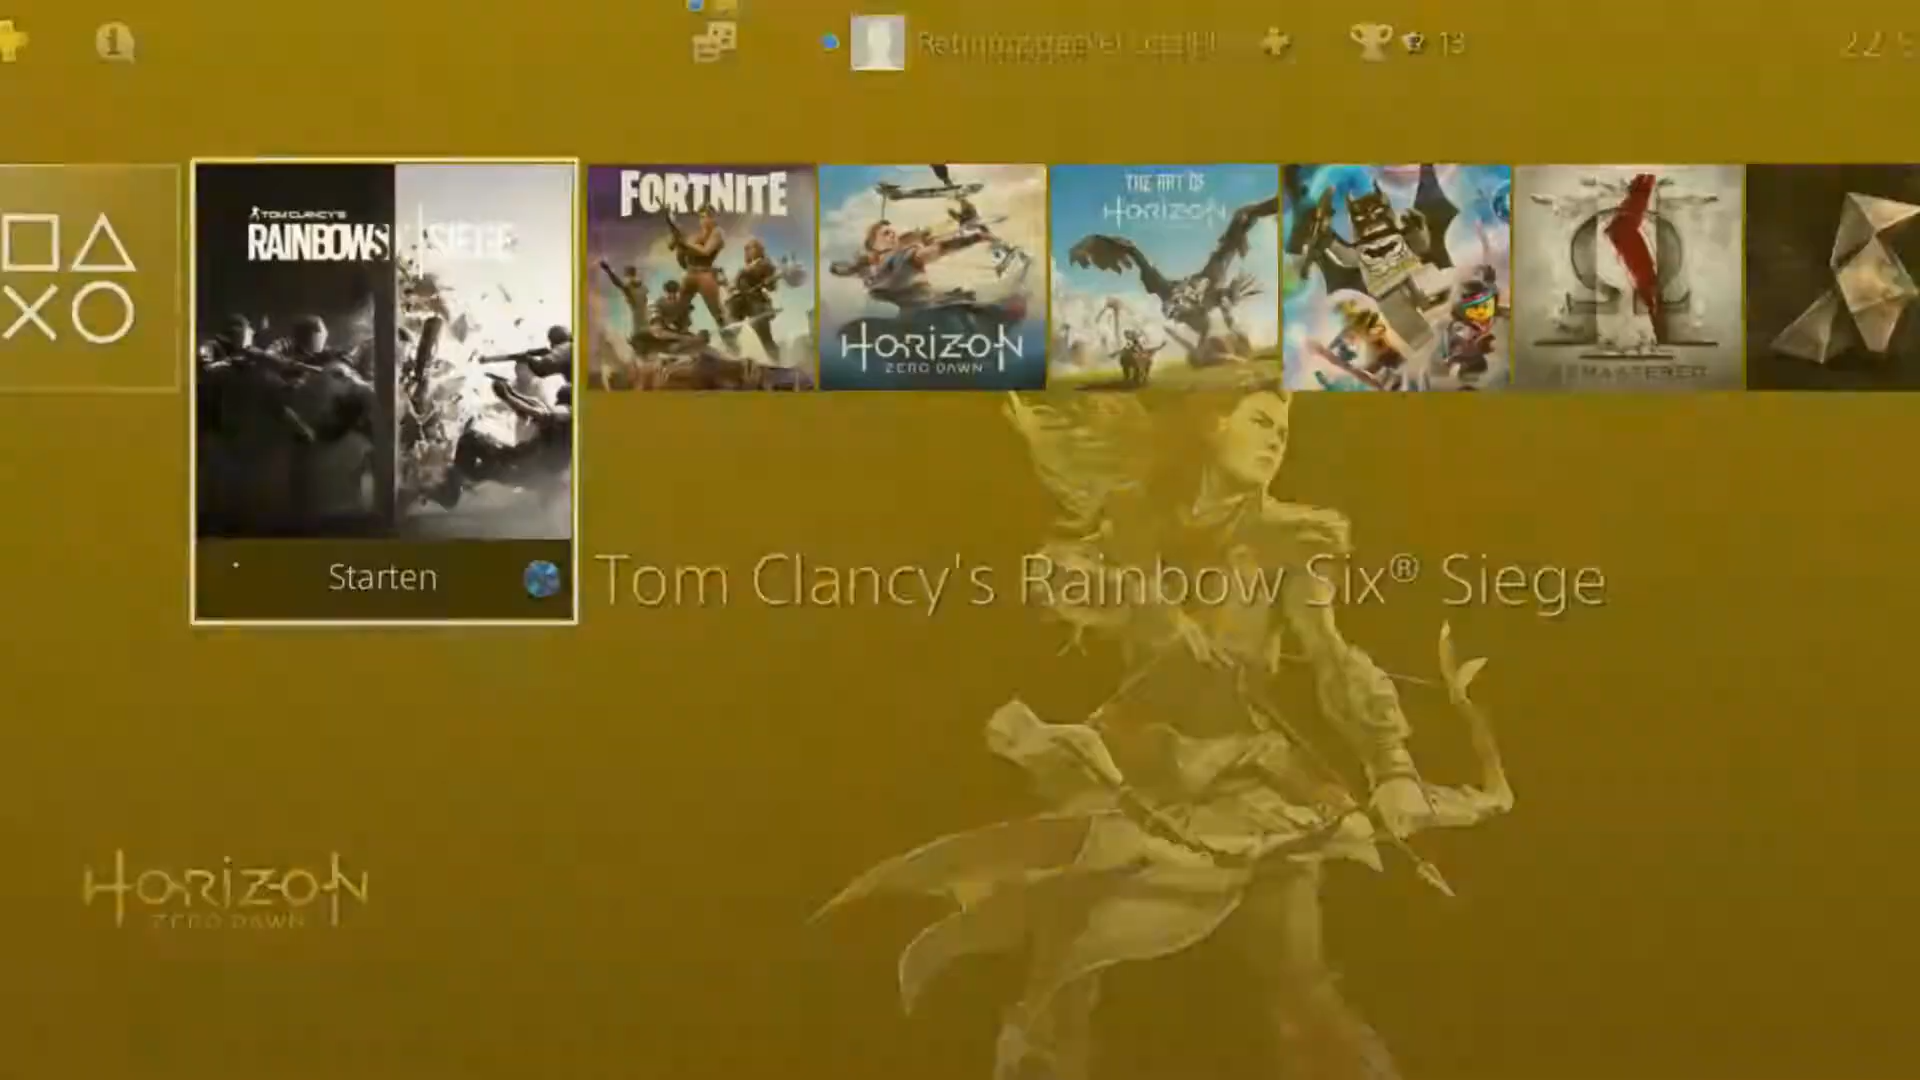 13
TOM CLANCY'S
RAINBOW6 SIEGE
FORTNITE
HORIZON
ZERO DAWN
THE ART OF
HORIZON
REMASTERED
Starten
Tom Clancy's Rainbow Six® Siege
HORIZON
ZERO DAWN